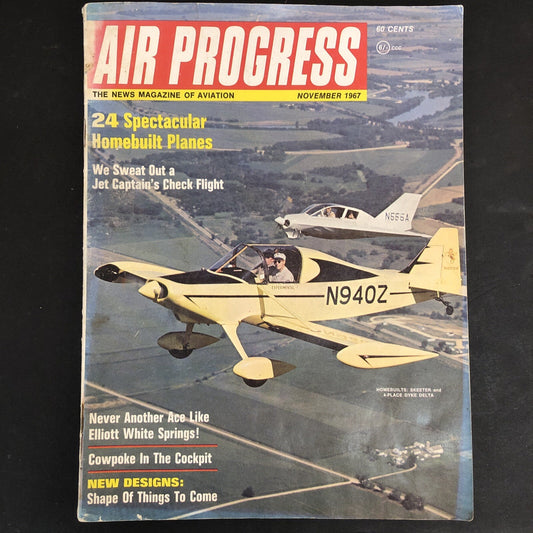 60 CENTS
6/- CCC
AIR PROGRESS
THE NEWS MAGAZINE OF AVIATION
NOVEMBER 1967
24 Spectacular
Homebuilt Planes
We Sweat Out a
Jet Captain's Check Flight
N555A
EXPERIMENTAL
N940Z
HOMEBUILTS: SKEETER and
4-PLACE DYKE DELTA
Never Another Ace Like
Elliott White Springs!
Cowpoke In The Cockpit
NEW DESIGNS:
Shape Of Things To Come